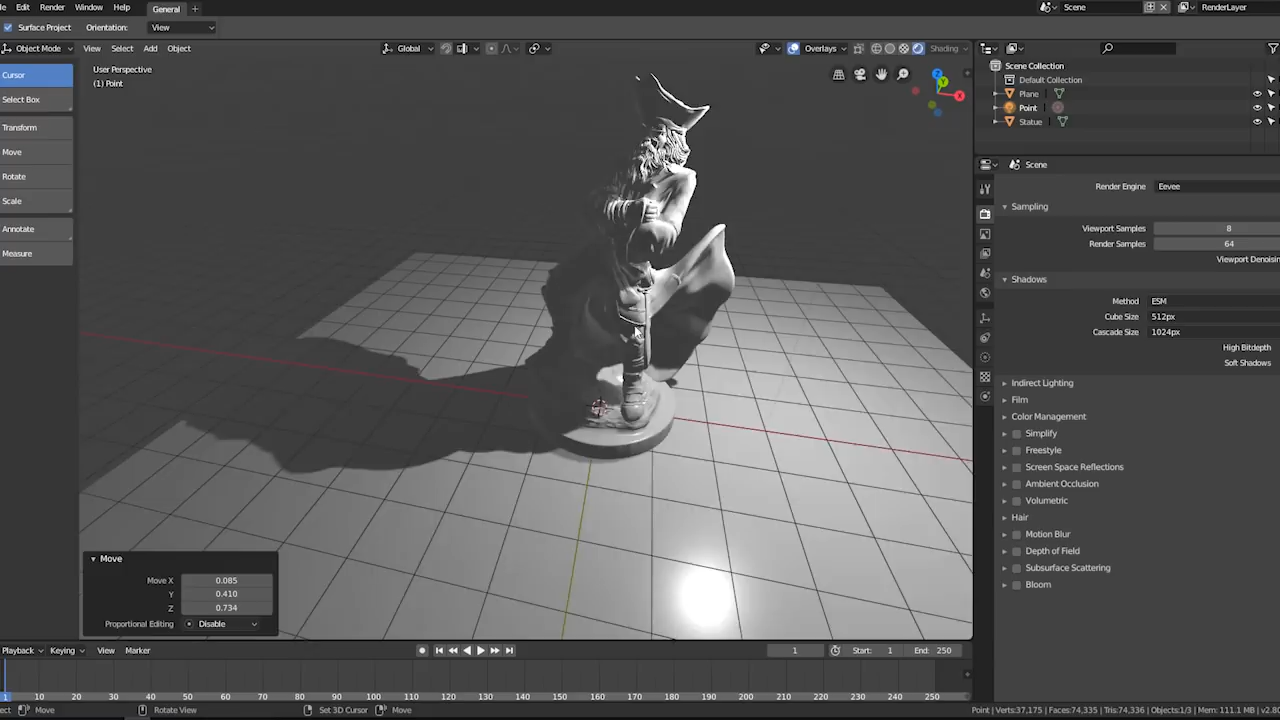 Edit Render Window Help General + Scene RenderLayer
Surface Project Orientation: View
Object Mode View Select Add Object Global Overlays Shading
Cursor
Select Box
Transform
Move
Rotate
Scale
Annotate
Measure
User Perspective
(1) Point
Z
Y
X
Scene Collection
Default Collection
Plane
Point
Statue
Scene
Render Engine Eevee
Sampling
Viewport Samples 8
Render Samples 64
Viewport Denoising
Shadows
Method ESM
Cube Size 512px
Cascade Size 1024px
High Bitdepth
Soft Shadows
Indirect Lighting
Film
Color Management
Simplify
Freestyle
Screen Space Reflections
Ambient Occlusion
Volumetric
Hair
Motion Blur
Depth of Field
Subsurface Scattering
Bloom
Move
Move X 0.085
Y 0.410
Z 0.734
Proportional Editing Disable
Playback Keying View Marker 1 Start: 1 End: 250
1 10 20 30 40 50 60 70 80 90 100 110 120 130 140 150 160 170 180 190 200 210 220 230 240 250
Move Rotate View Set 3D Cursor Move Point | Verts:37,175 | Faces:74,335 | Tris:74,336 | Objects:1/3 | Mem: 111.1 MB | v2.80